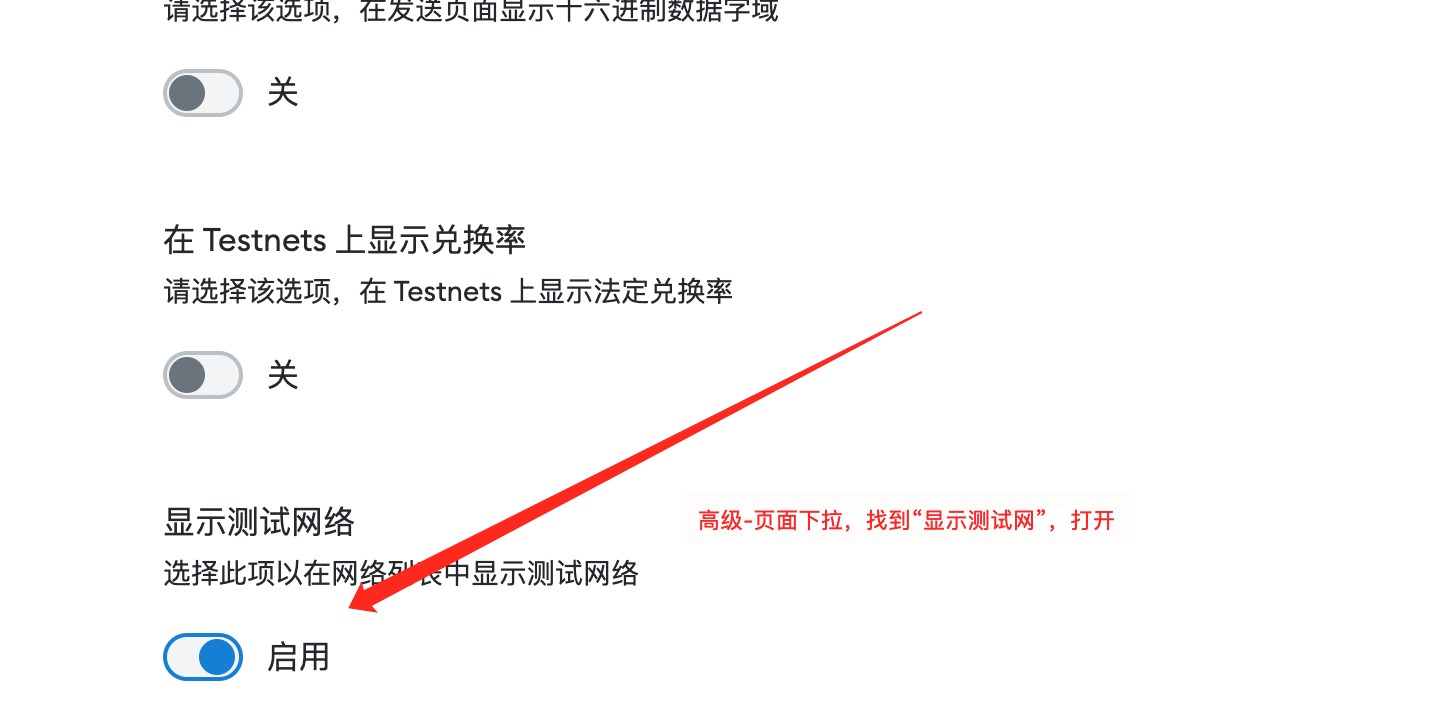 请选择该选项，在发送页面显示十六进制数据字域
关
在 Testnets 上显示兑换率
请选择该选项，在 Testnets 上显示法定兑换率
关
显示测试网络
高级-页面下拉，找到“显示测试网”，打开
选择此项以在网络列表中显示测试网络
启用